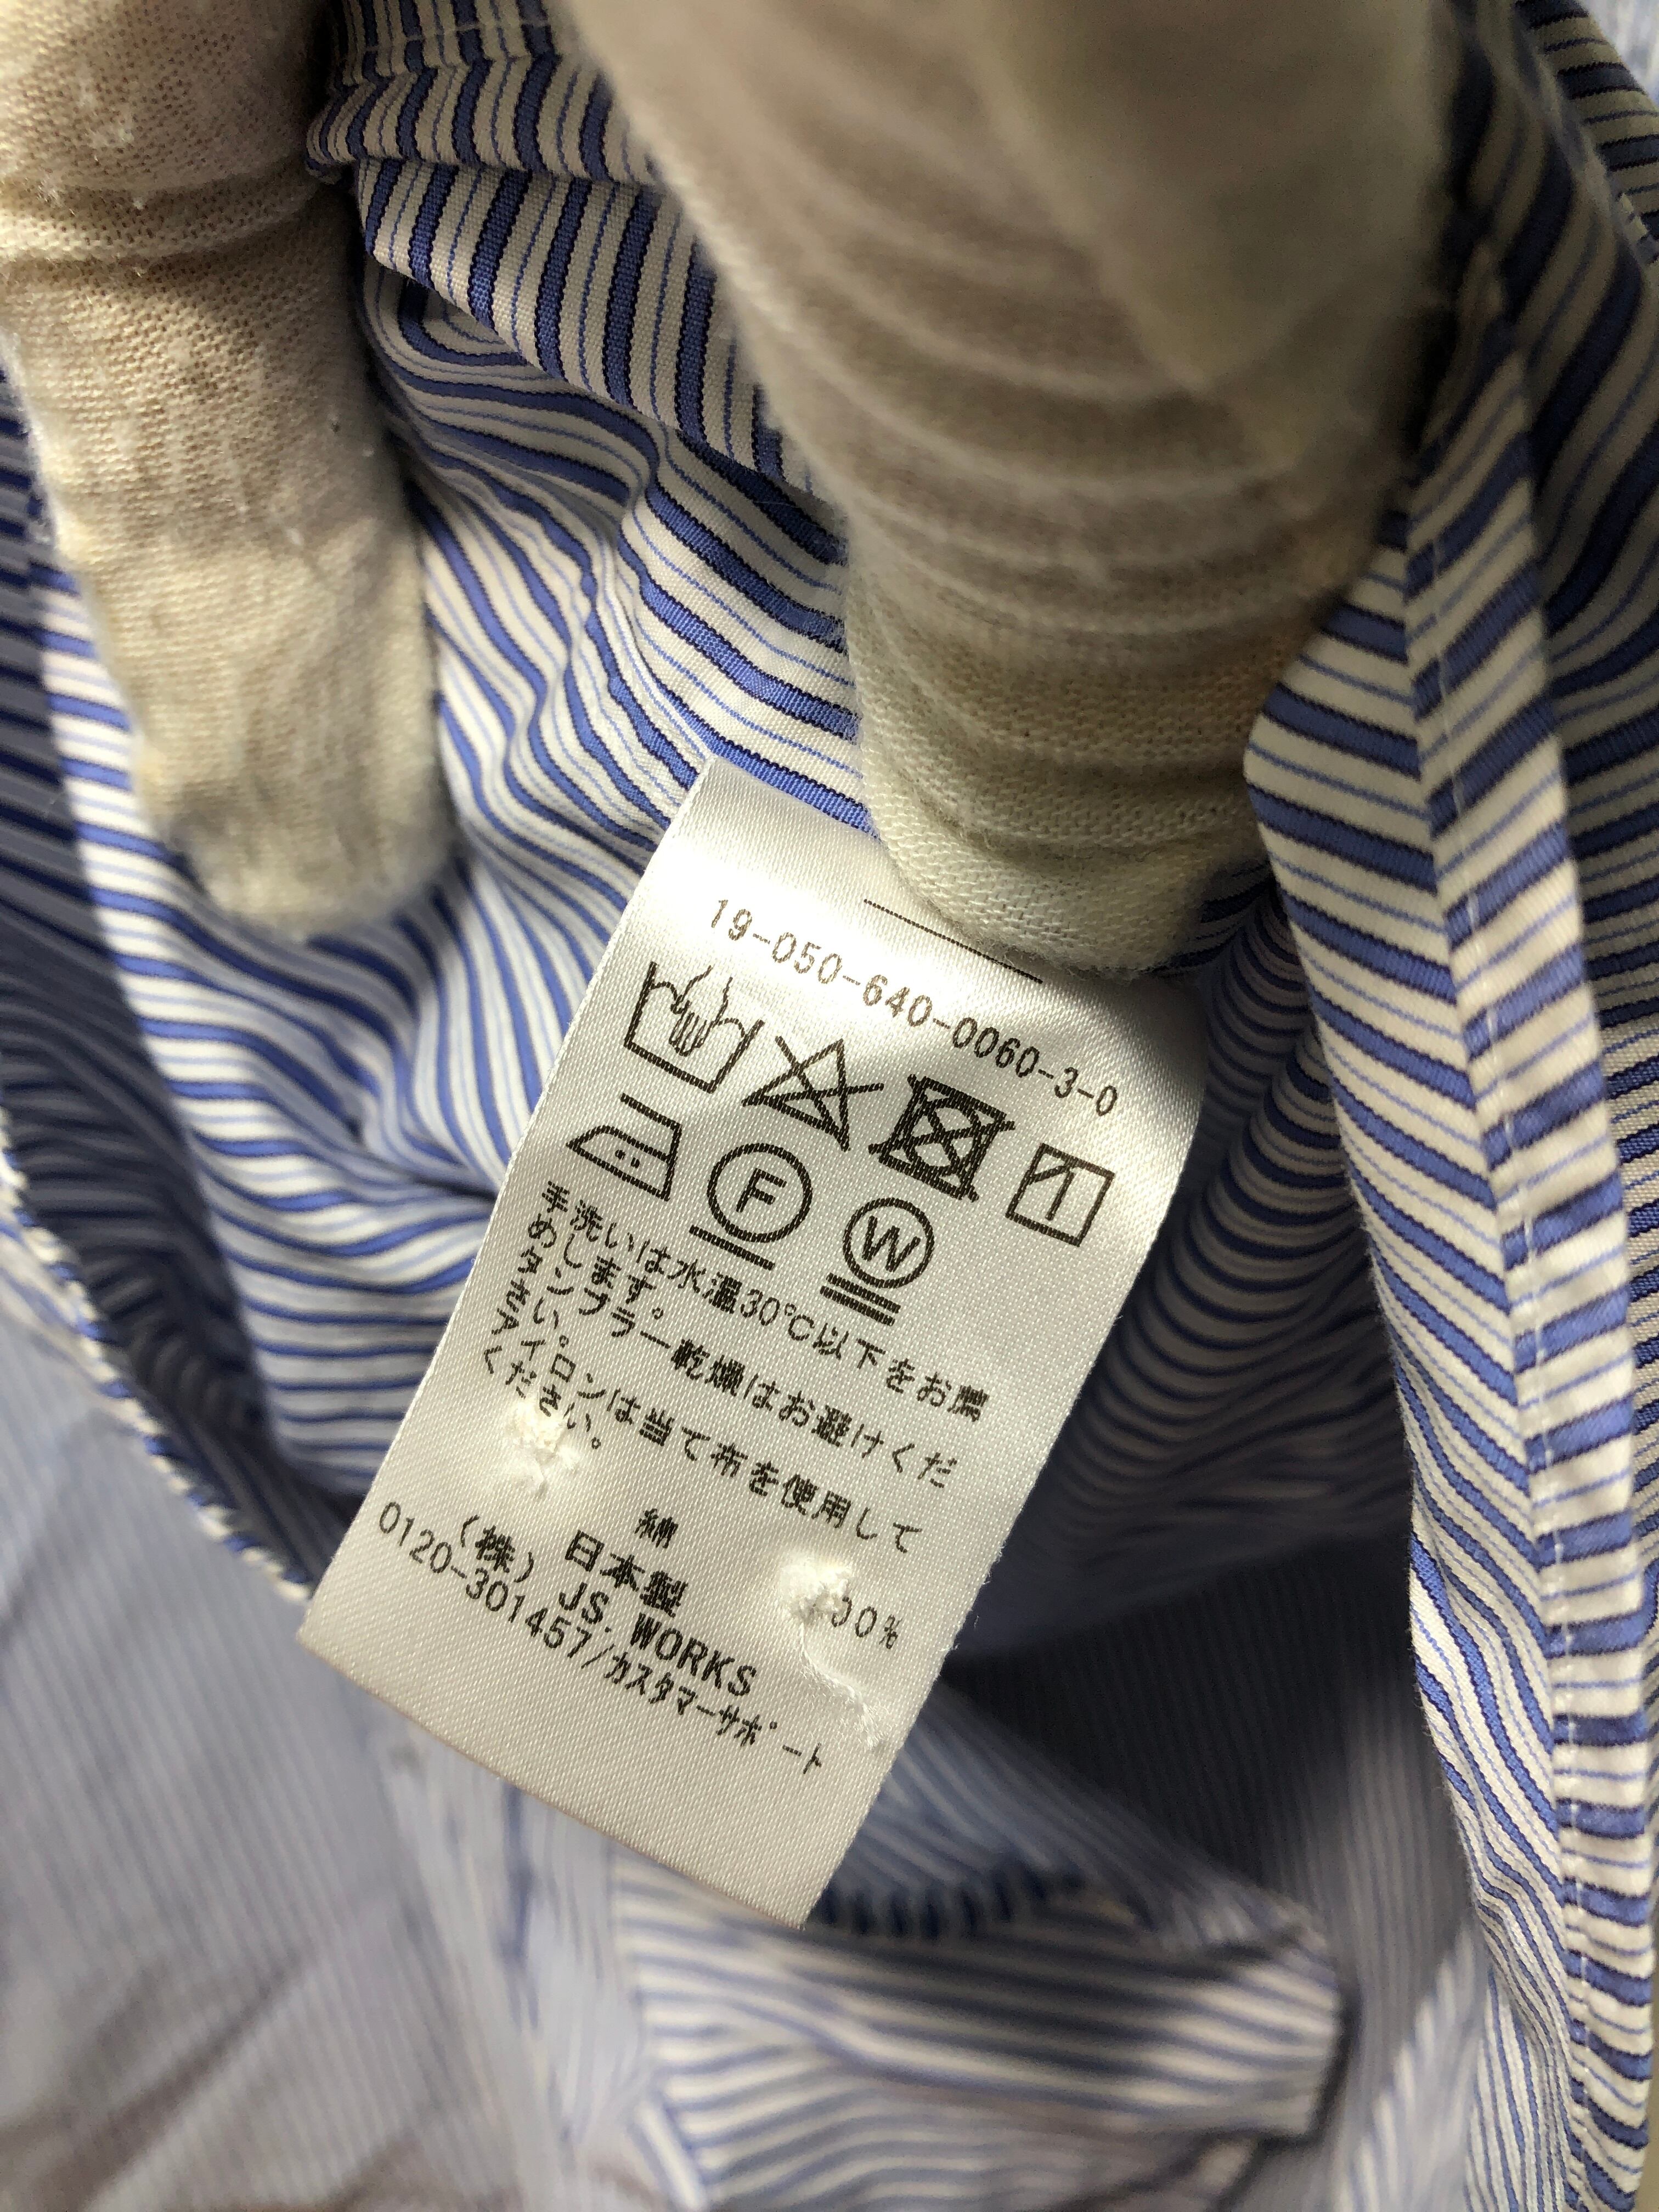 19-050-640-0060-3-0
F
W
手洗いは水温30℃以下をお薦
めします。
タンブラー乾燥はお避けくだ
さい。
アイロンは当て布を使用して
ください。
綿 00%
日本製
(株) JS.WORKS
0120-301457/カスタマーサポート